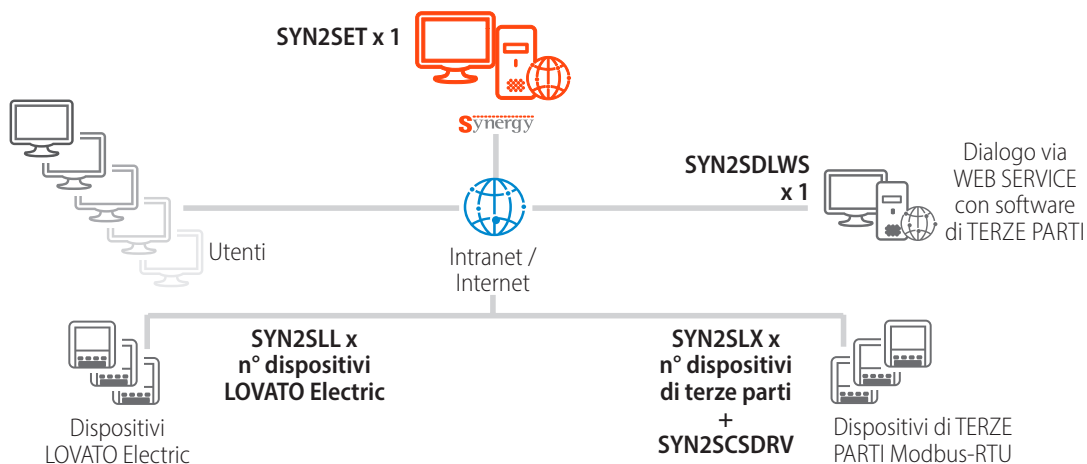 SYN2SET x 1
Synergy
SYN2SDLWS
x 1
Dialogo via
WEB SERVICE
con software
di TERZE PARTI
Utenti
Intranet /
Internet
SYN2SLL x
n° dispositivi
LOVATO Electric
SYN2SLX x
n° dispositivi
di terze parti
+
SYN2SCSDRV
Dispositivi
LOVATO Electric
Dispositivi di TERZE
PARTI Modbus-RTU